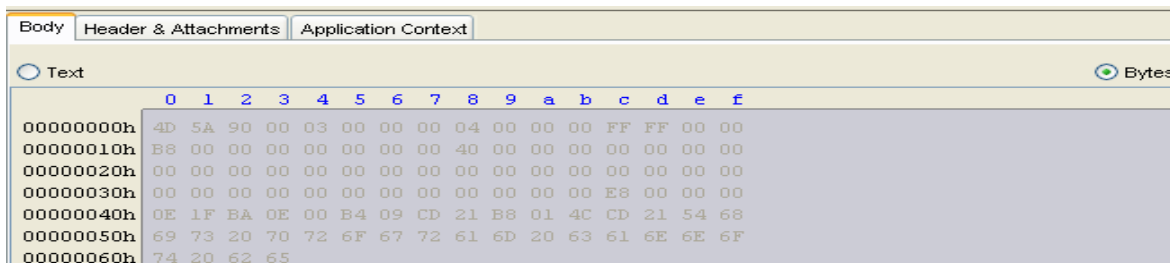 Body Header & Attachments Application Context
Text Bytes
0 1 2 3 4 5 6 7 8 9 a b c d e f
00000000h 4D 5A 90 00 03 00 00 00 04 00 00 00 FF FF 00 00
00000010h B8 00 00 00 00 00 00 00 40 00 00 00 00 00 00 00
00000020h 00 00 00 00 00 00 00 00 00 00 00 00 00 00 00 00
00000030h 00 00 00 00 00 00 00 00 00 00 00 00 E8 00 00 00
00000040h 0E 1F BA 0E 00 B4 09 CD 21 B8 01 4C CD 21 54 68
00000050h 69 73 20 70 72 6F 67 72 61 6D 20 63 61 6E 6E 6F
00000060h 74 20 62 65